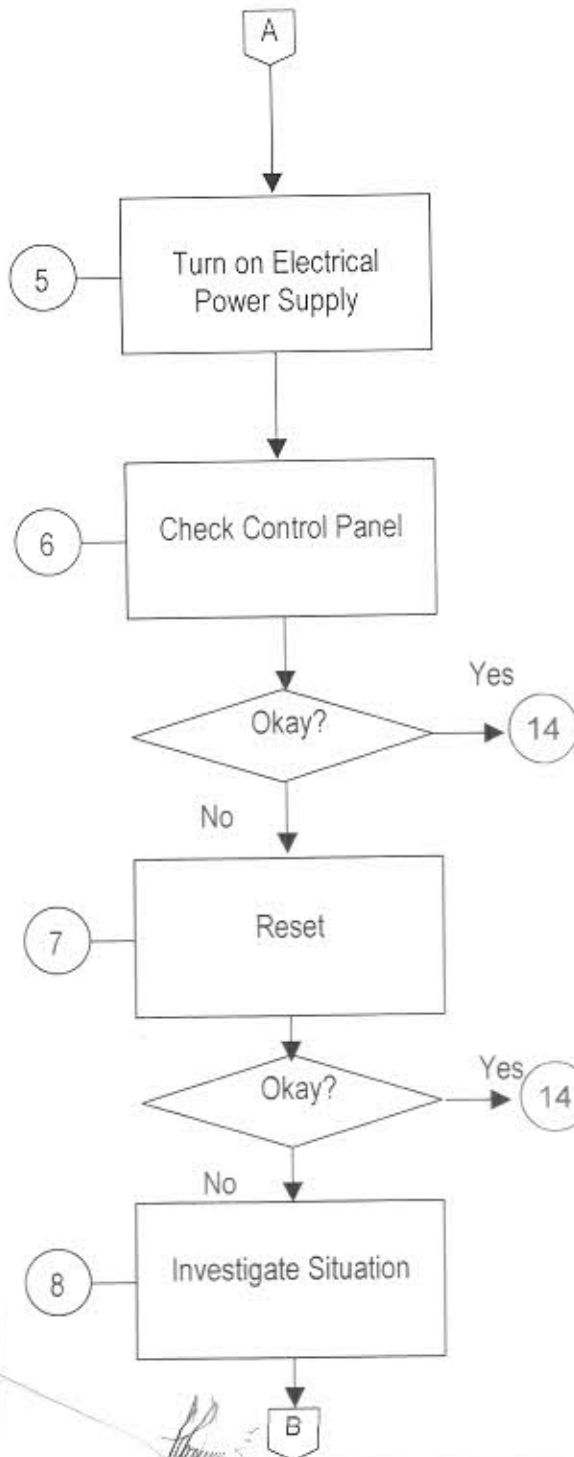 A
5
Turn on Electrical
Power Supply
6
Check Control Panel
Okay?
Yes
14
No
7
Reset
Okay?
Yes
14
No
8
Investigate Situation
B